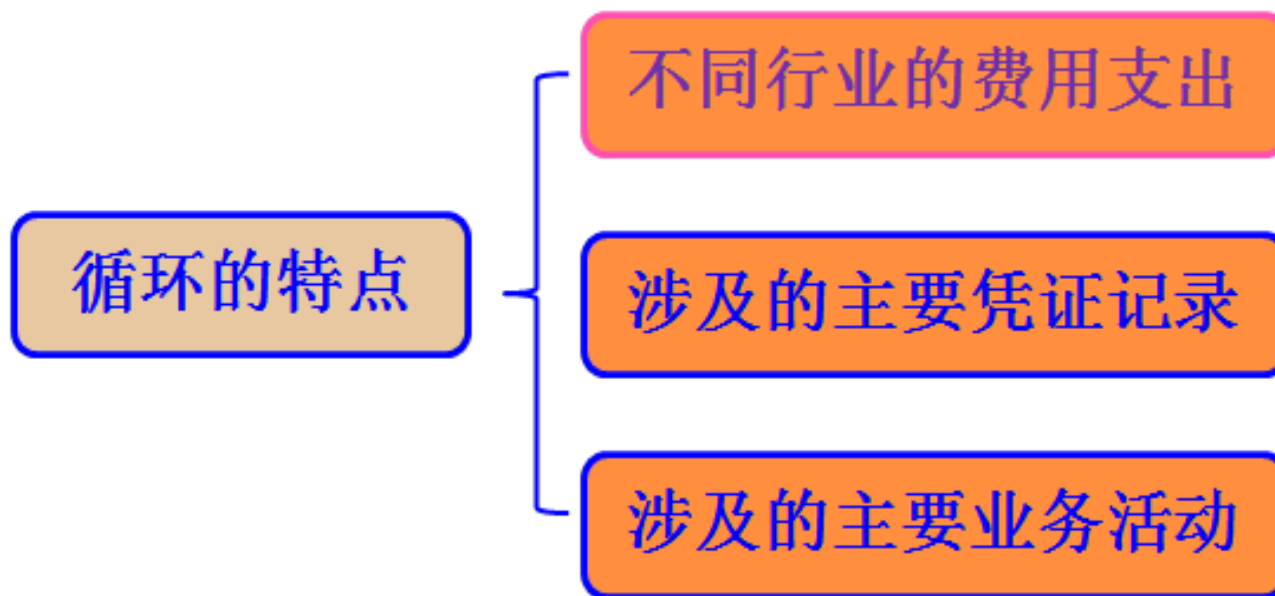 不同行业的费用支出
循环的特点
涉及的主要凭证记录
涉及的主要业务活动